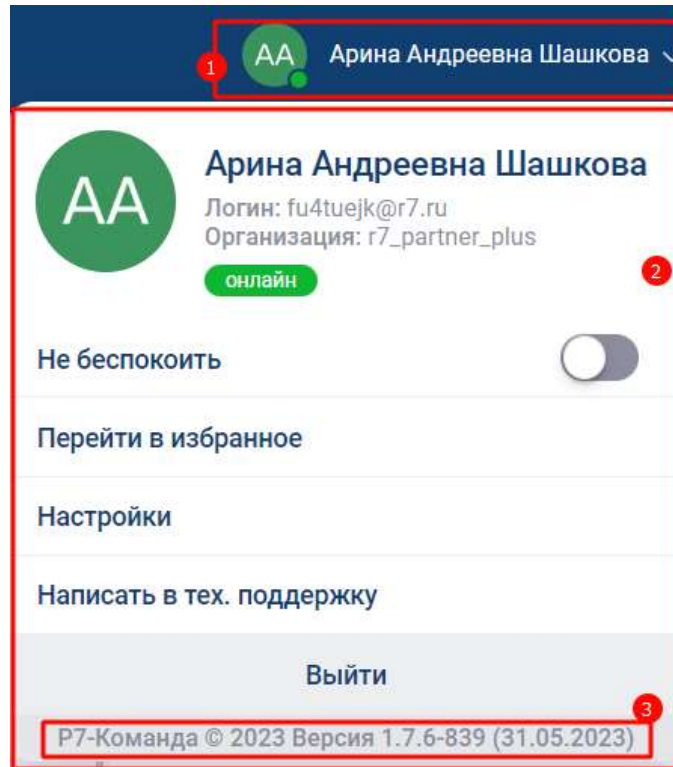 1
АА
Арина Андреевна Шашкова
АА
Арина Андреевна Шашкова
Логин: fu4tuejk@r7.ru
Организация: r7_partner_plus
онлайн
2
Не беспокоить
Перейти в избранное
Настройки
Написать в тех. поддержку
Выйти
3
Р7-Команда © 2023 Версия 1.7.6-839 (31.05.2023)